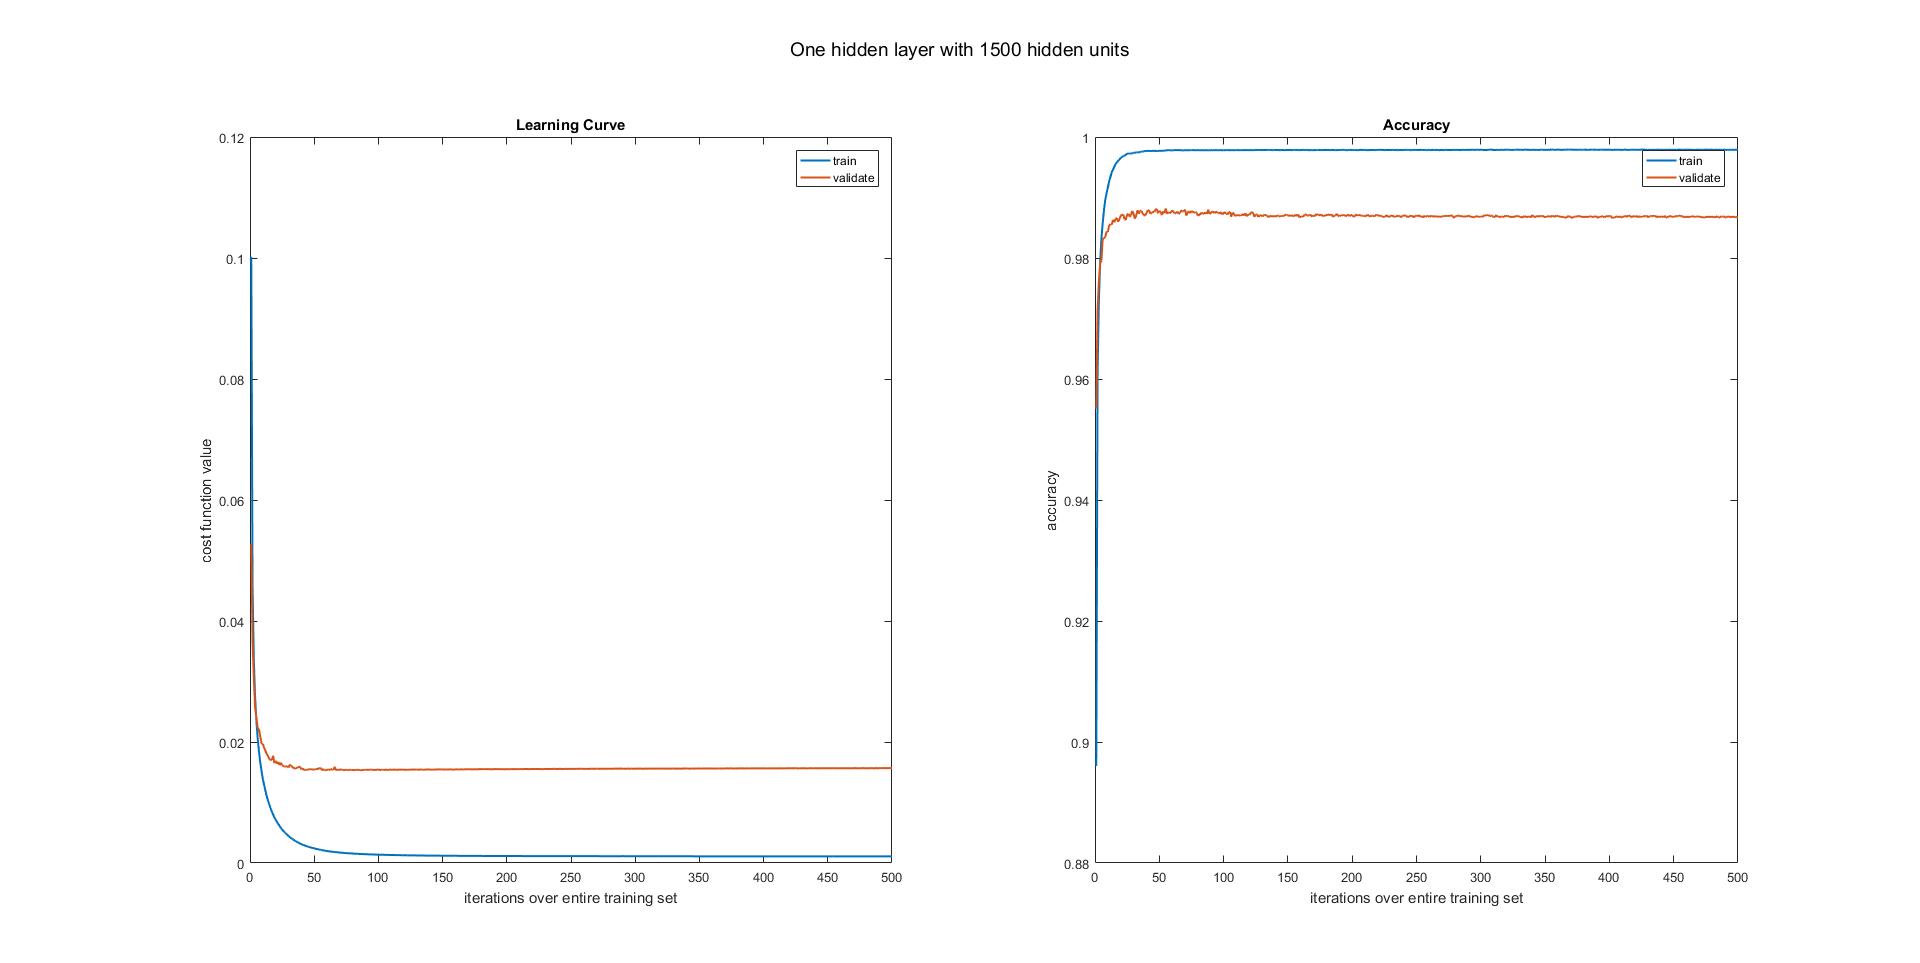 One hidden layer with 1500 hidden units
Learning Curve
0.12
0.1
0.08
0.06
0.04
0.02
0
cost function value
train
validate
0 50 100 150 200 250 300 350 400 450 500
iterations over entire training set
Accuracy
1
0.98
0.96
0.94
0.92
0.9
0.88
accuracy
train
validate
0 50 100 150 200 250 300 350 400 450 500
iterations over entire training set